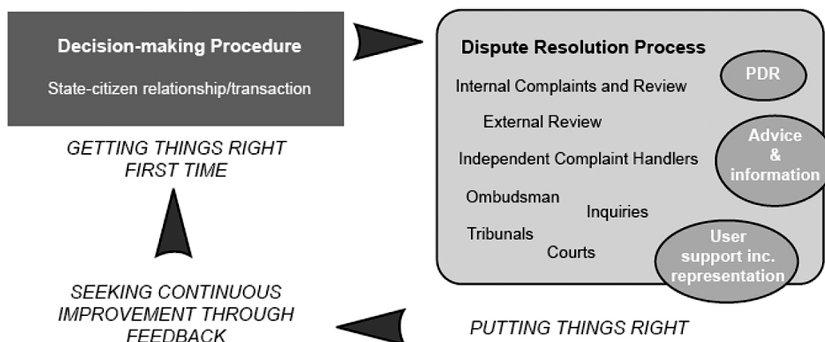 Decision-making Procedure
State-citizen relationship/transaction
GETTING THINGS RIGHT
FIRST TIME
Dispute Resolution Process
Internal Complaints and Review
External Review
Independent Complaint Handlers
Ombudsman
Inquiries
Tribunals
Courts
PDR
Advice
&
information
User
support inc.
representation
PUTTING THINGS RIGHT
SEEKING CONTINUOUS
IMPROVEMENT THROUGH
FEEDBACK